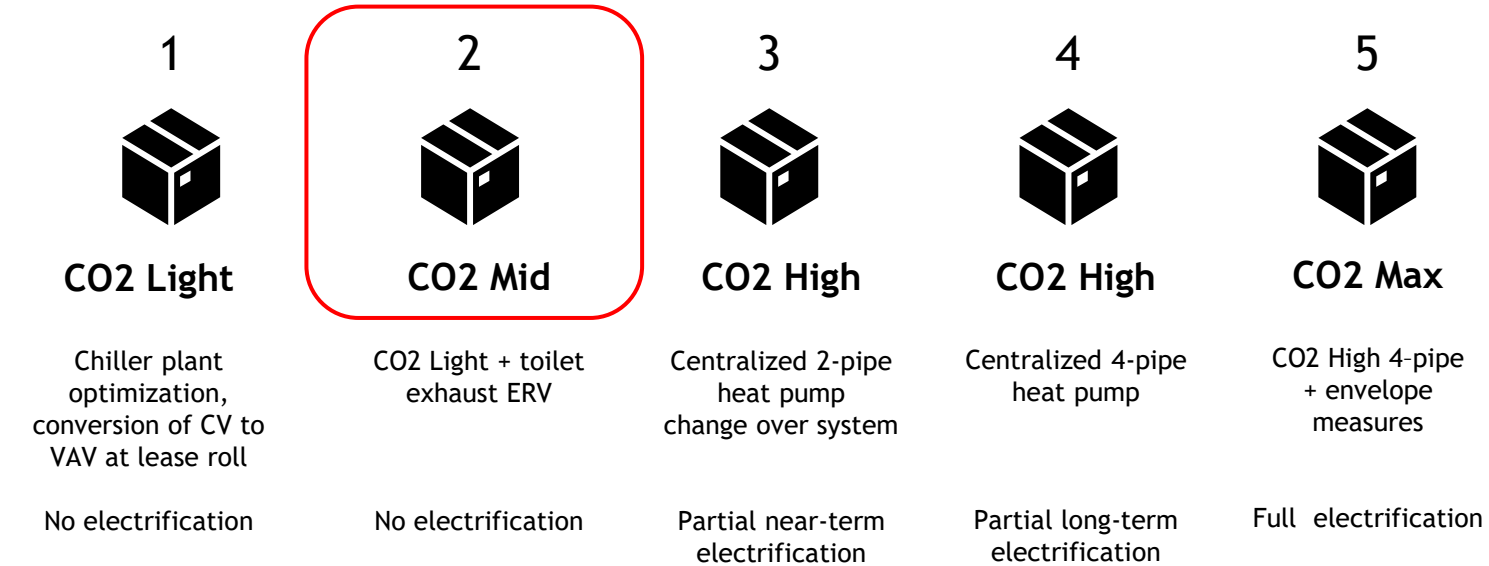 1
2
3
4
5
CO2 Light
CO2 Mid
CO2 High
CO2 High
CO2 Max
Chiller plant
optimization,
conversion of CV to
VAV at lease roll
CO2 Light + toilet
exhaust ERV
Centralized 2-pipe
heat pump
change over system
Centralized 4-pipe
heat pump
CO2 High 4–pipe
+ envelope
measures
No electrification
No electrification
Partial near-term
electrification
Partial long-term
electrification
Full  electrification